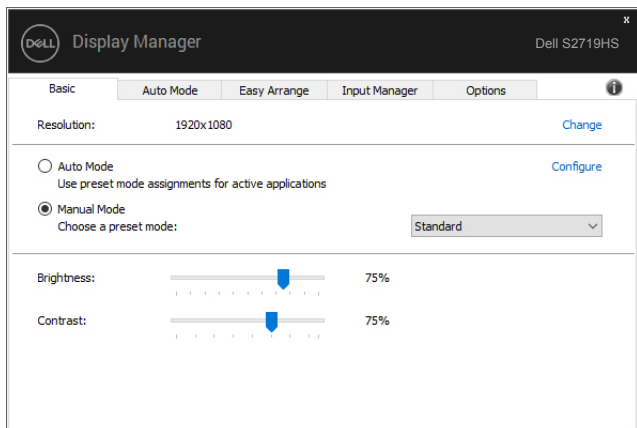 x
DELL Display Manager Dell S2719HS
Basic Auto Mode Easy Arrange Input Manager Options i
Resolution: 1920x1080 Change
Auto Mode Configure
Use preset mode assignments for active applications
Manual Mode
Choose a preset mode: Standard
Brightness: 75%
Contrast: 75%